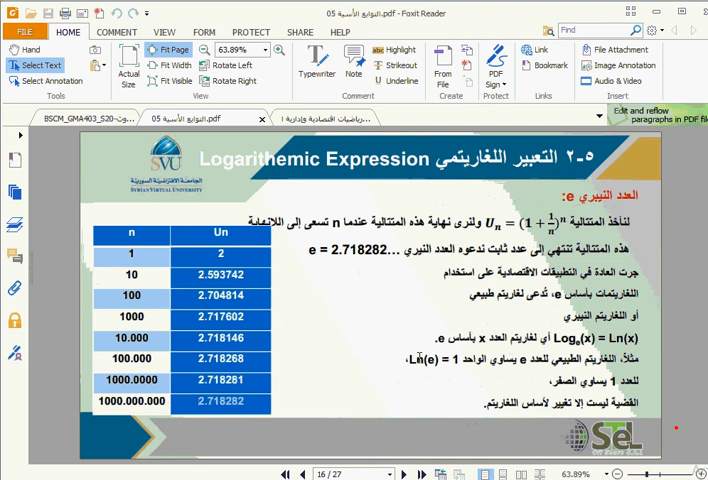 التوابع الأسية 05.pdf - Foxit Reader
FILE
HOME
COMMENT
VIEW
FORM
PROTECT
SHARE
HELP
Find
Hand
Select Text
Select Annotation
Tools
Actual Size
Fit Page
Fit Width
Fit Visible
63.89%
Rotate Left
Rotate Right
View
Typewriter
Note
Highlight
Strikeout
Underline
Comment
From File
Create
PDF Sign
Protect
Link
Bookmark
Links
File Attachment
Image Annotation
Audio & Video
Insert
التوابع الأسية 05.pdf
رياضيات اقتصادية وإدارية ا...
Edit and reflow
paragraphs in PDF file
SVU
الجامعة الافتراضية السورية
SYRIAN VIRTUAL UNIVERSITY
٥-٢ التعبير اللغاريتمي Logarithemic Expression
العدد النيبري e:
لنأخذ المتتالية Un = (1 + 1/n)^n ولنرى نهاية هذه المتتالية عندما n تسعى إلى اللانهاية
هذه المتتالية تنتهي إلى عدد ثابت ندعوه العدد النيبري e = 2.718282…
جرت العادة في التطبيقات الاقتصادية على استخدام
اللغاريتمات بأساس e، تُدعى لغاريتم طبيعي
أو اللغاريتم النيبري
Loge(x) = Ln(x) أي لغاريتم العدد x بأساس e.
مثلاً، اللغاريتم الطبيعي للعدد e يساوي الواحد Ln(e) = 1،
للعدد 1 يساوي الصفر،
القضية ليست إلا تغيير لأساس اللغاريتم.
n Un
1 2
10 2.593742
100 2.704814
1000 2.717602
10.000 2.718146
100.000 2.718268
1000.0000 2.718281
1000.000.000 2.718282
SteL
16 / 27
63.89%